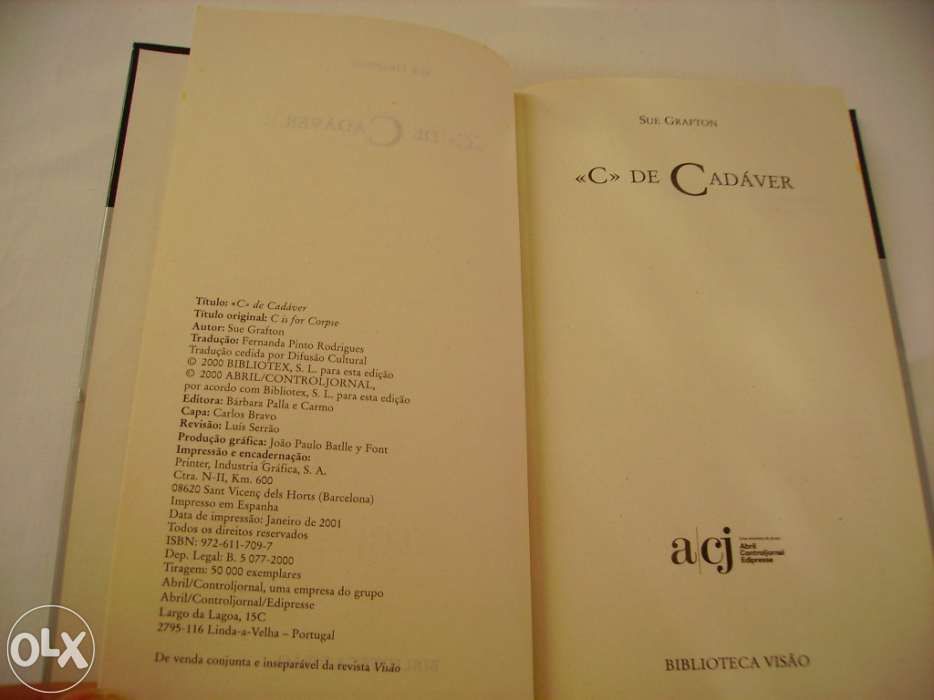 Título: «C» de Cadáver
Título original: C is for Corpse
Autor: Sue Grafton
Tradução: Fernanda Pinto Rodrigues
Tradução cedida por Difusão Cultural
© 2000 BIBLIOTEX, S. L. para esta edição
© 2000 ABRIL/CONTROLJORNAL,
por acordo com Bibliotex, S. L. para esta edição
Editora: Bárbara Palla e Carmo
Capa: Carlos Bravo
Revisão: Luís Serrão
Produção gráfica: João Paulo Batlle y Font
Impressão e encadernação:
Printer, Industria Gráfica, S. A.
Ctra. N-II, Km. 600
08620 Sant Vicenç dels Horts (Barcelona)
Impresso em Espanha
Data de impressão: Janeiro de 2001
Todos os direitos reservados
ISBN: 972-611-709-7
Dep. Legal: B. 5 077-2000
Tiragem: 50 000 exemplares
Abril/Controljornal, uma empresa do grupo
Abril/Controljornal/Edipresse
Largo da Lagoa, 15C
2795-116 Linda-a-Velha – Portugal
De venda conjunta e inseparável da revista Visão
SUE GRAFTON
«C» DE CADÁVER
a|cj
Abril
Controljornal
Edipresse
BIBLIOTECA VISÃO
OLX